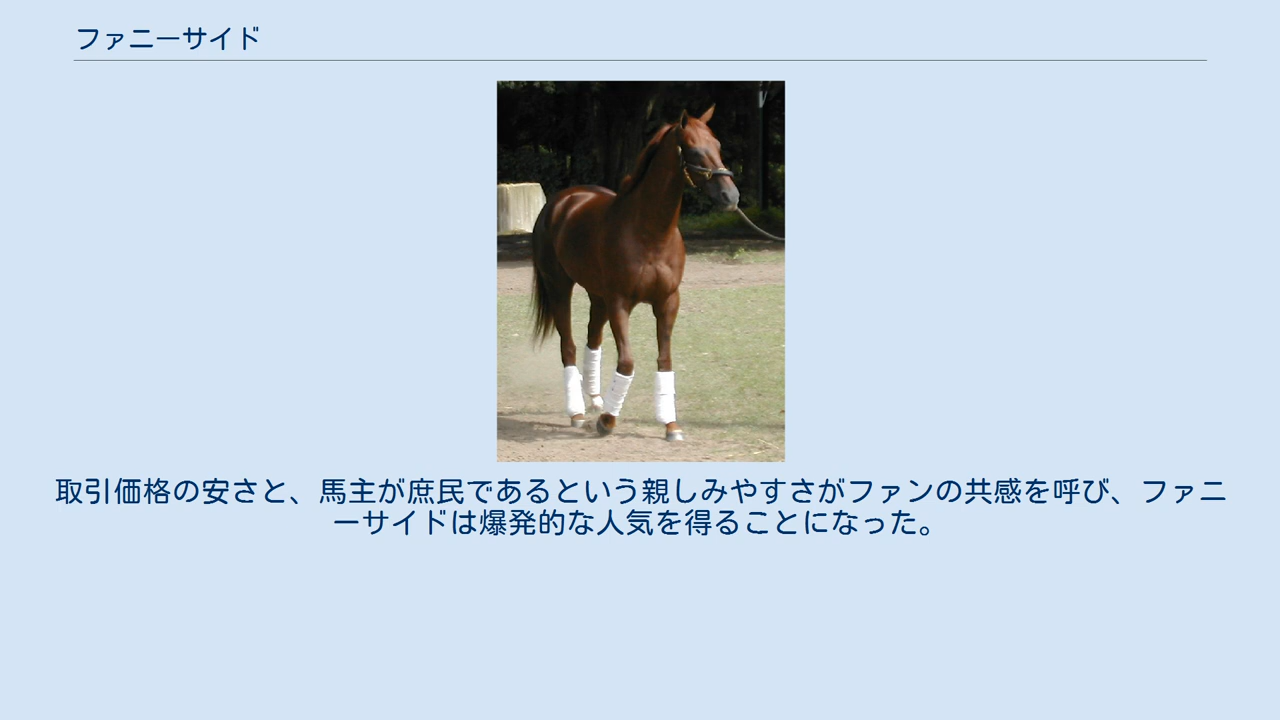 ファニーサイド
取引価格の安さと、馬主が庶民であるという親しみやすさがファンの共感を呼び、ファニ
ーサイドは爆発的な人気を得ることになった。